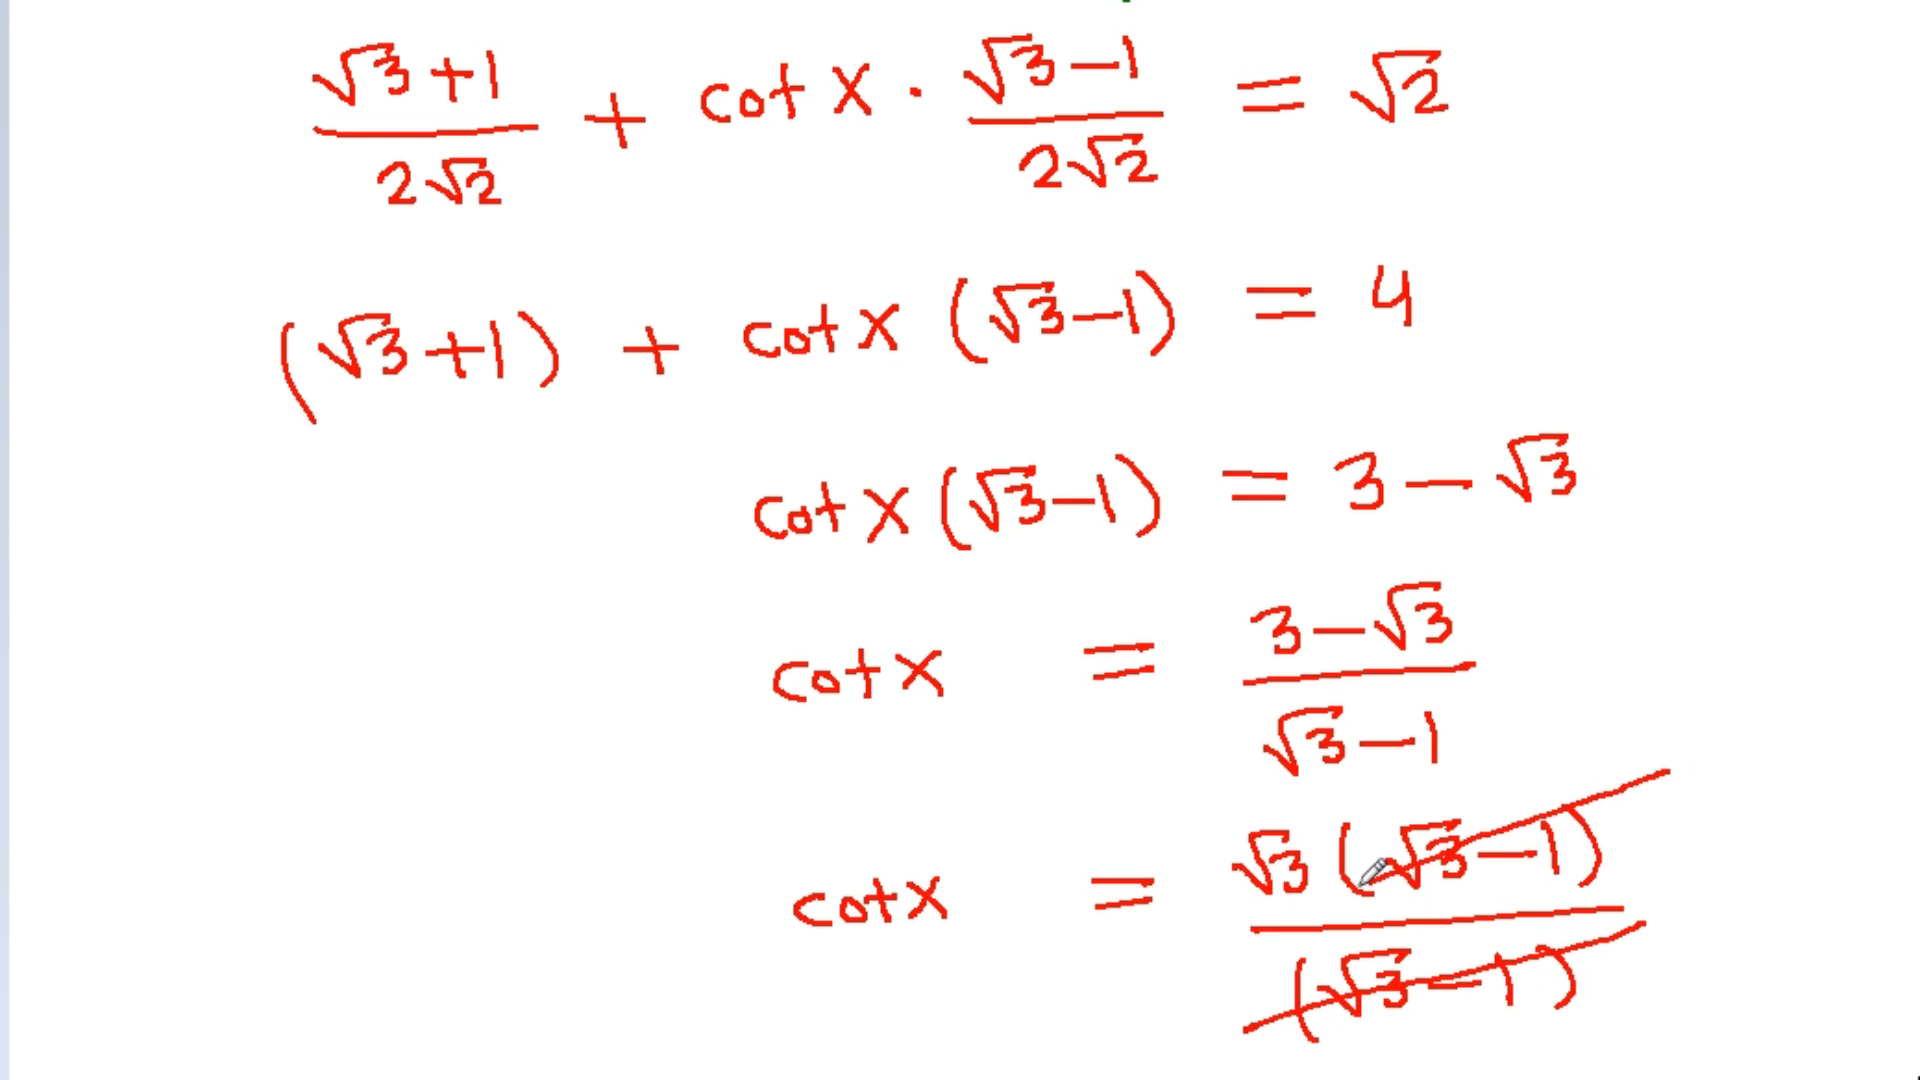 (√3 + 1)/(2√2) + cot x · (√3 − 1)/(2√2) = √2
(√3 + 1) + cot x (√3 − 1) = 4
cot x (√3 − 1) = 3 − √3
cot x = (3 − √3)/(√3 − 1)
cot x = √3 (√3 − 1)/(√3 − 1)